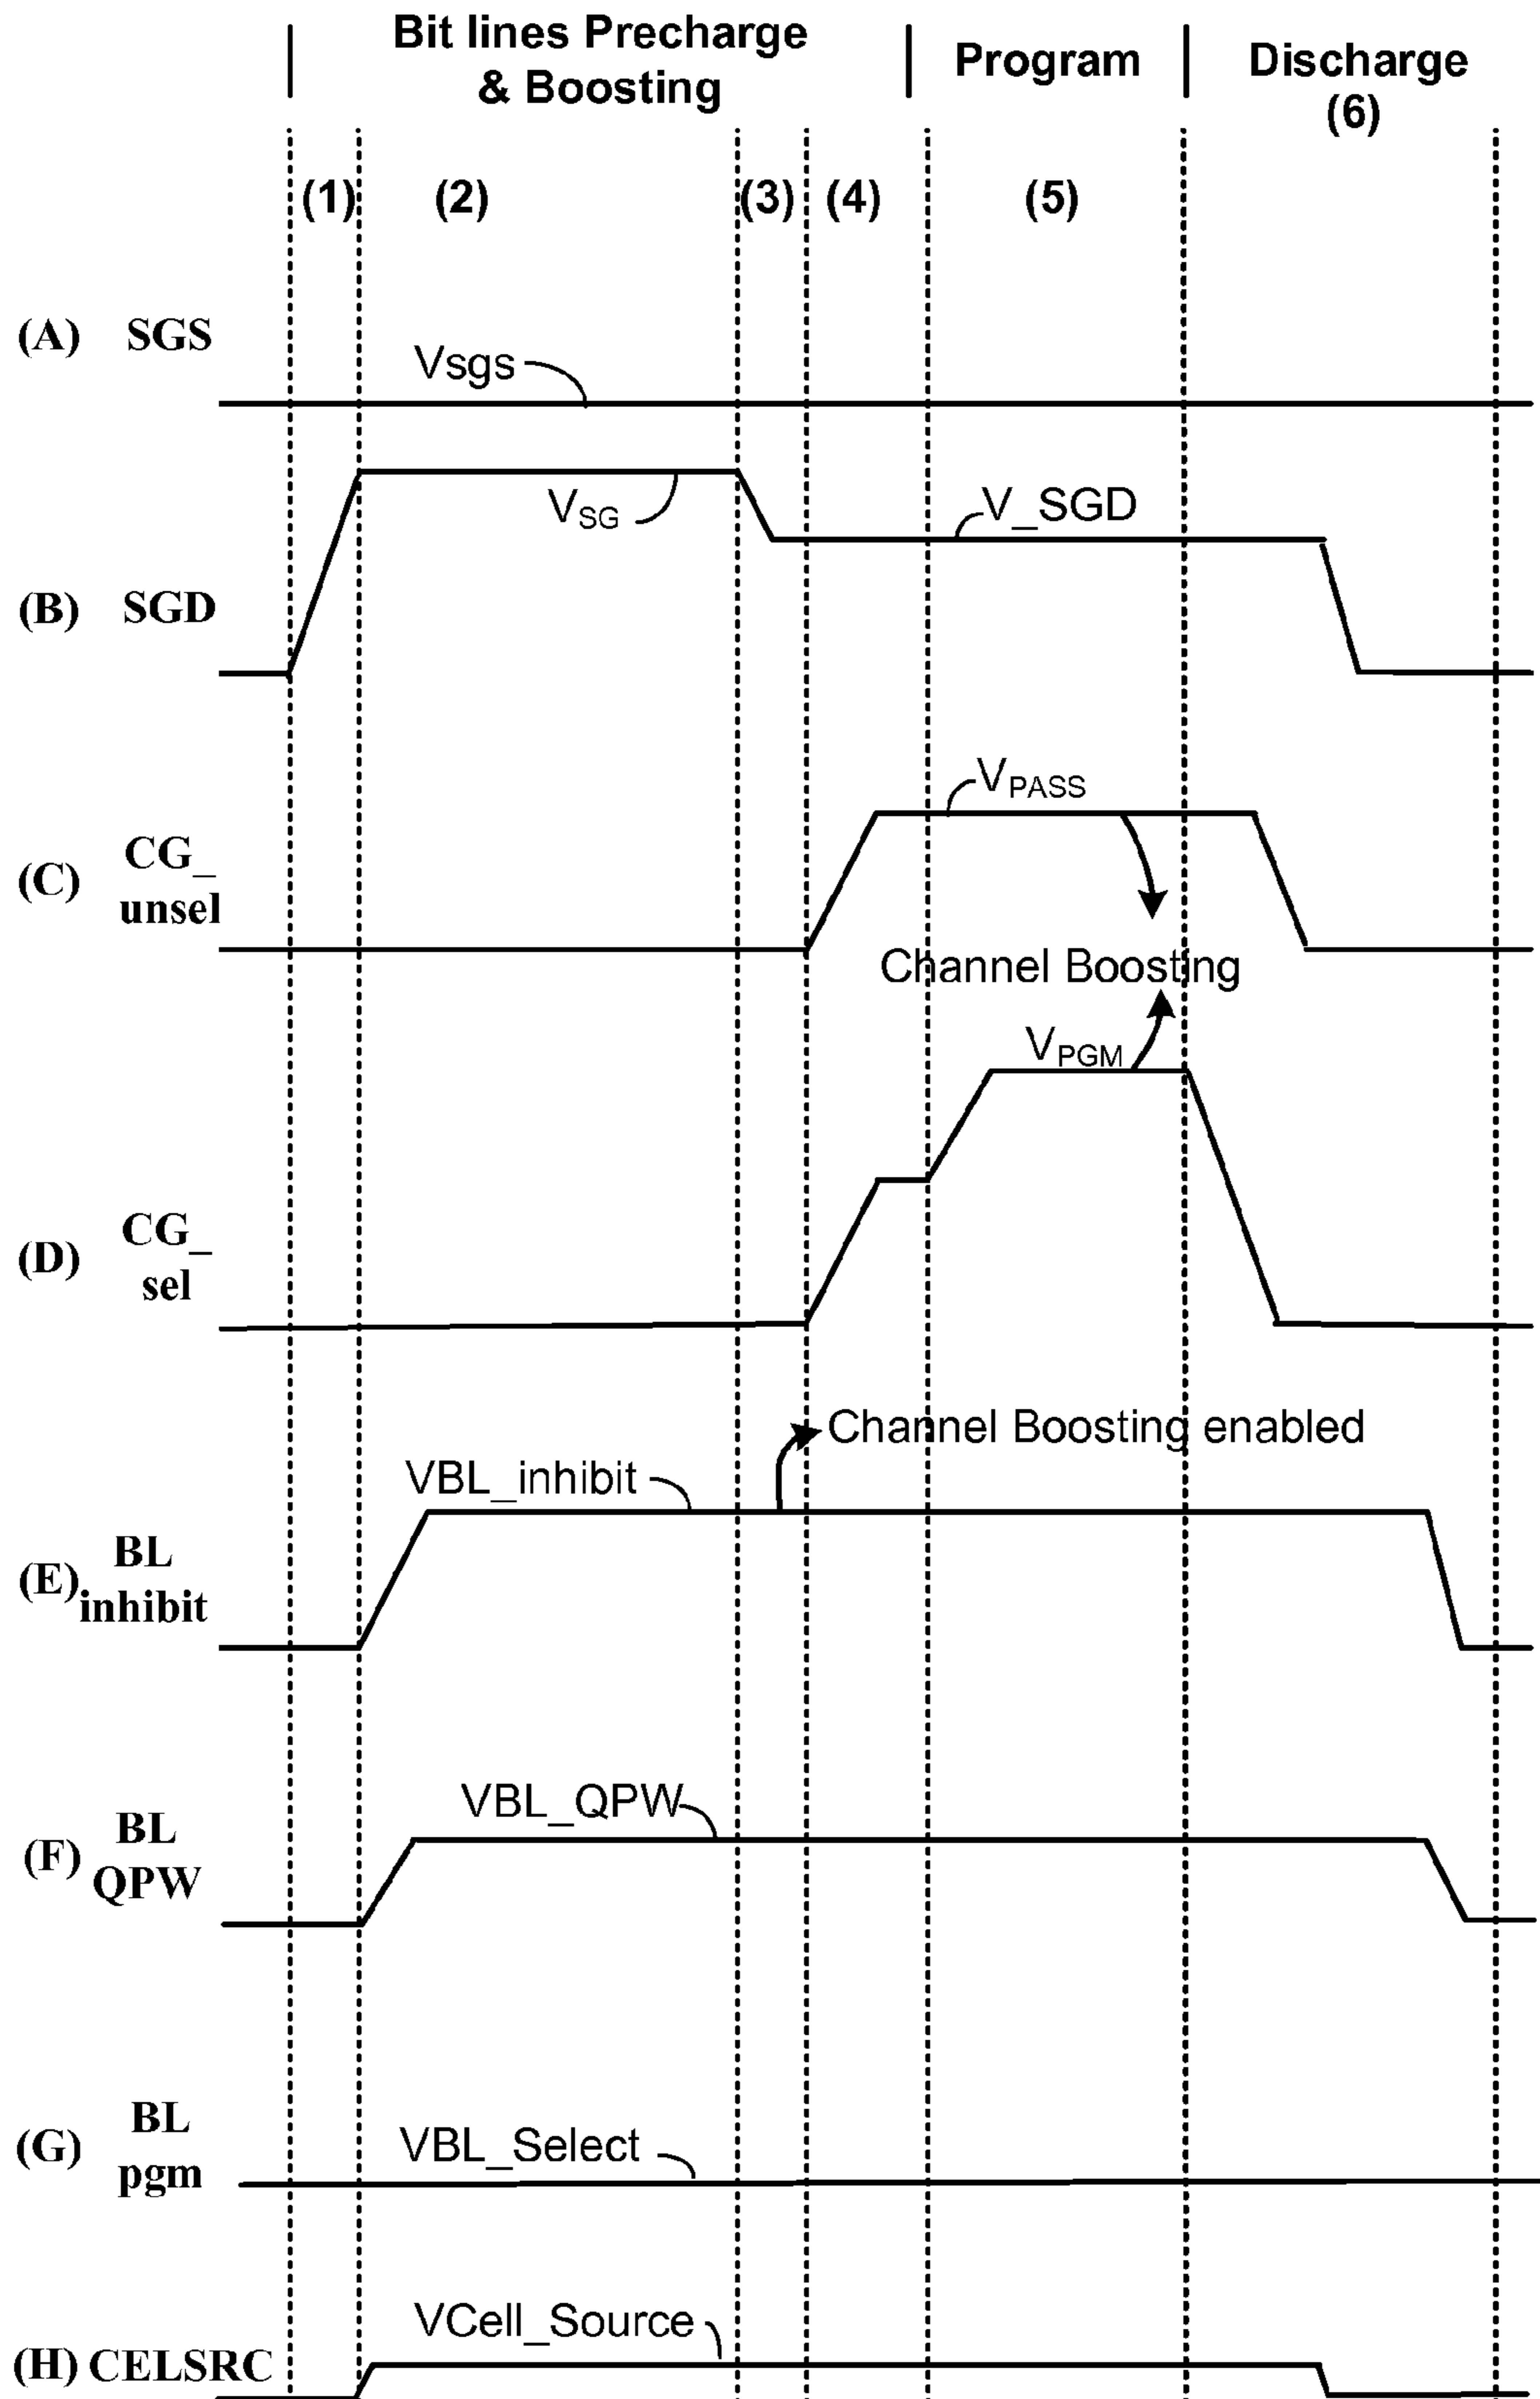 Bit lines Precharge
& Boosting
Program
Discharge
(6)
(1)
(2)
(3)
(4)
(5)
(A) SGS
Vsgs
VSG
V_SGD
(B) SGD
VPASS
(C) CG_
unsel
Channel Boosting
VPGM
(D) CG_
sel
Channel Boosting enabled
VBL_inhibit
(E) BL
inhibit
VBL_QPW
(F) BL
QPW
(G) BL
pgm
VBL_Select
VCell_Source
(H) CELSRC